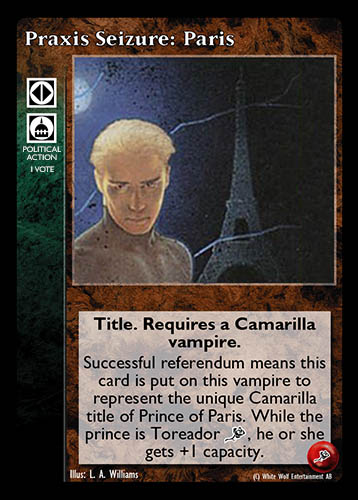 Praxis Seizure: Paris
POLITICAL
ACTION
1 VOTE
Title. Requires a Camarilla
vampire.
Successful referendum means this
card is put on this vampire to
represent the unique Camarilla
title of Prince of Paris. While the
prince is Toreador , he or she
gets +1 capacity.
Illus: L. A. Williams
(C) White Wolf Entertainment AB